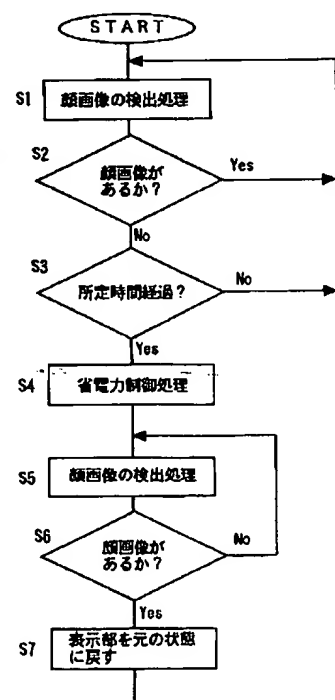 START
S1
顔画像の検出処理
S2
顔画像が
あるか？
Yes
No
S3
所定時間経過？
No
Yes
S4
省電力制御処理
S5
顔画像の検出処理
S6
顔画像が
あるか？
No
Yes
S7
表示部を元の状態
に戻す